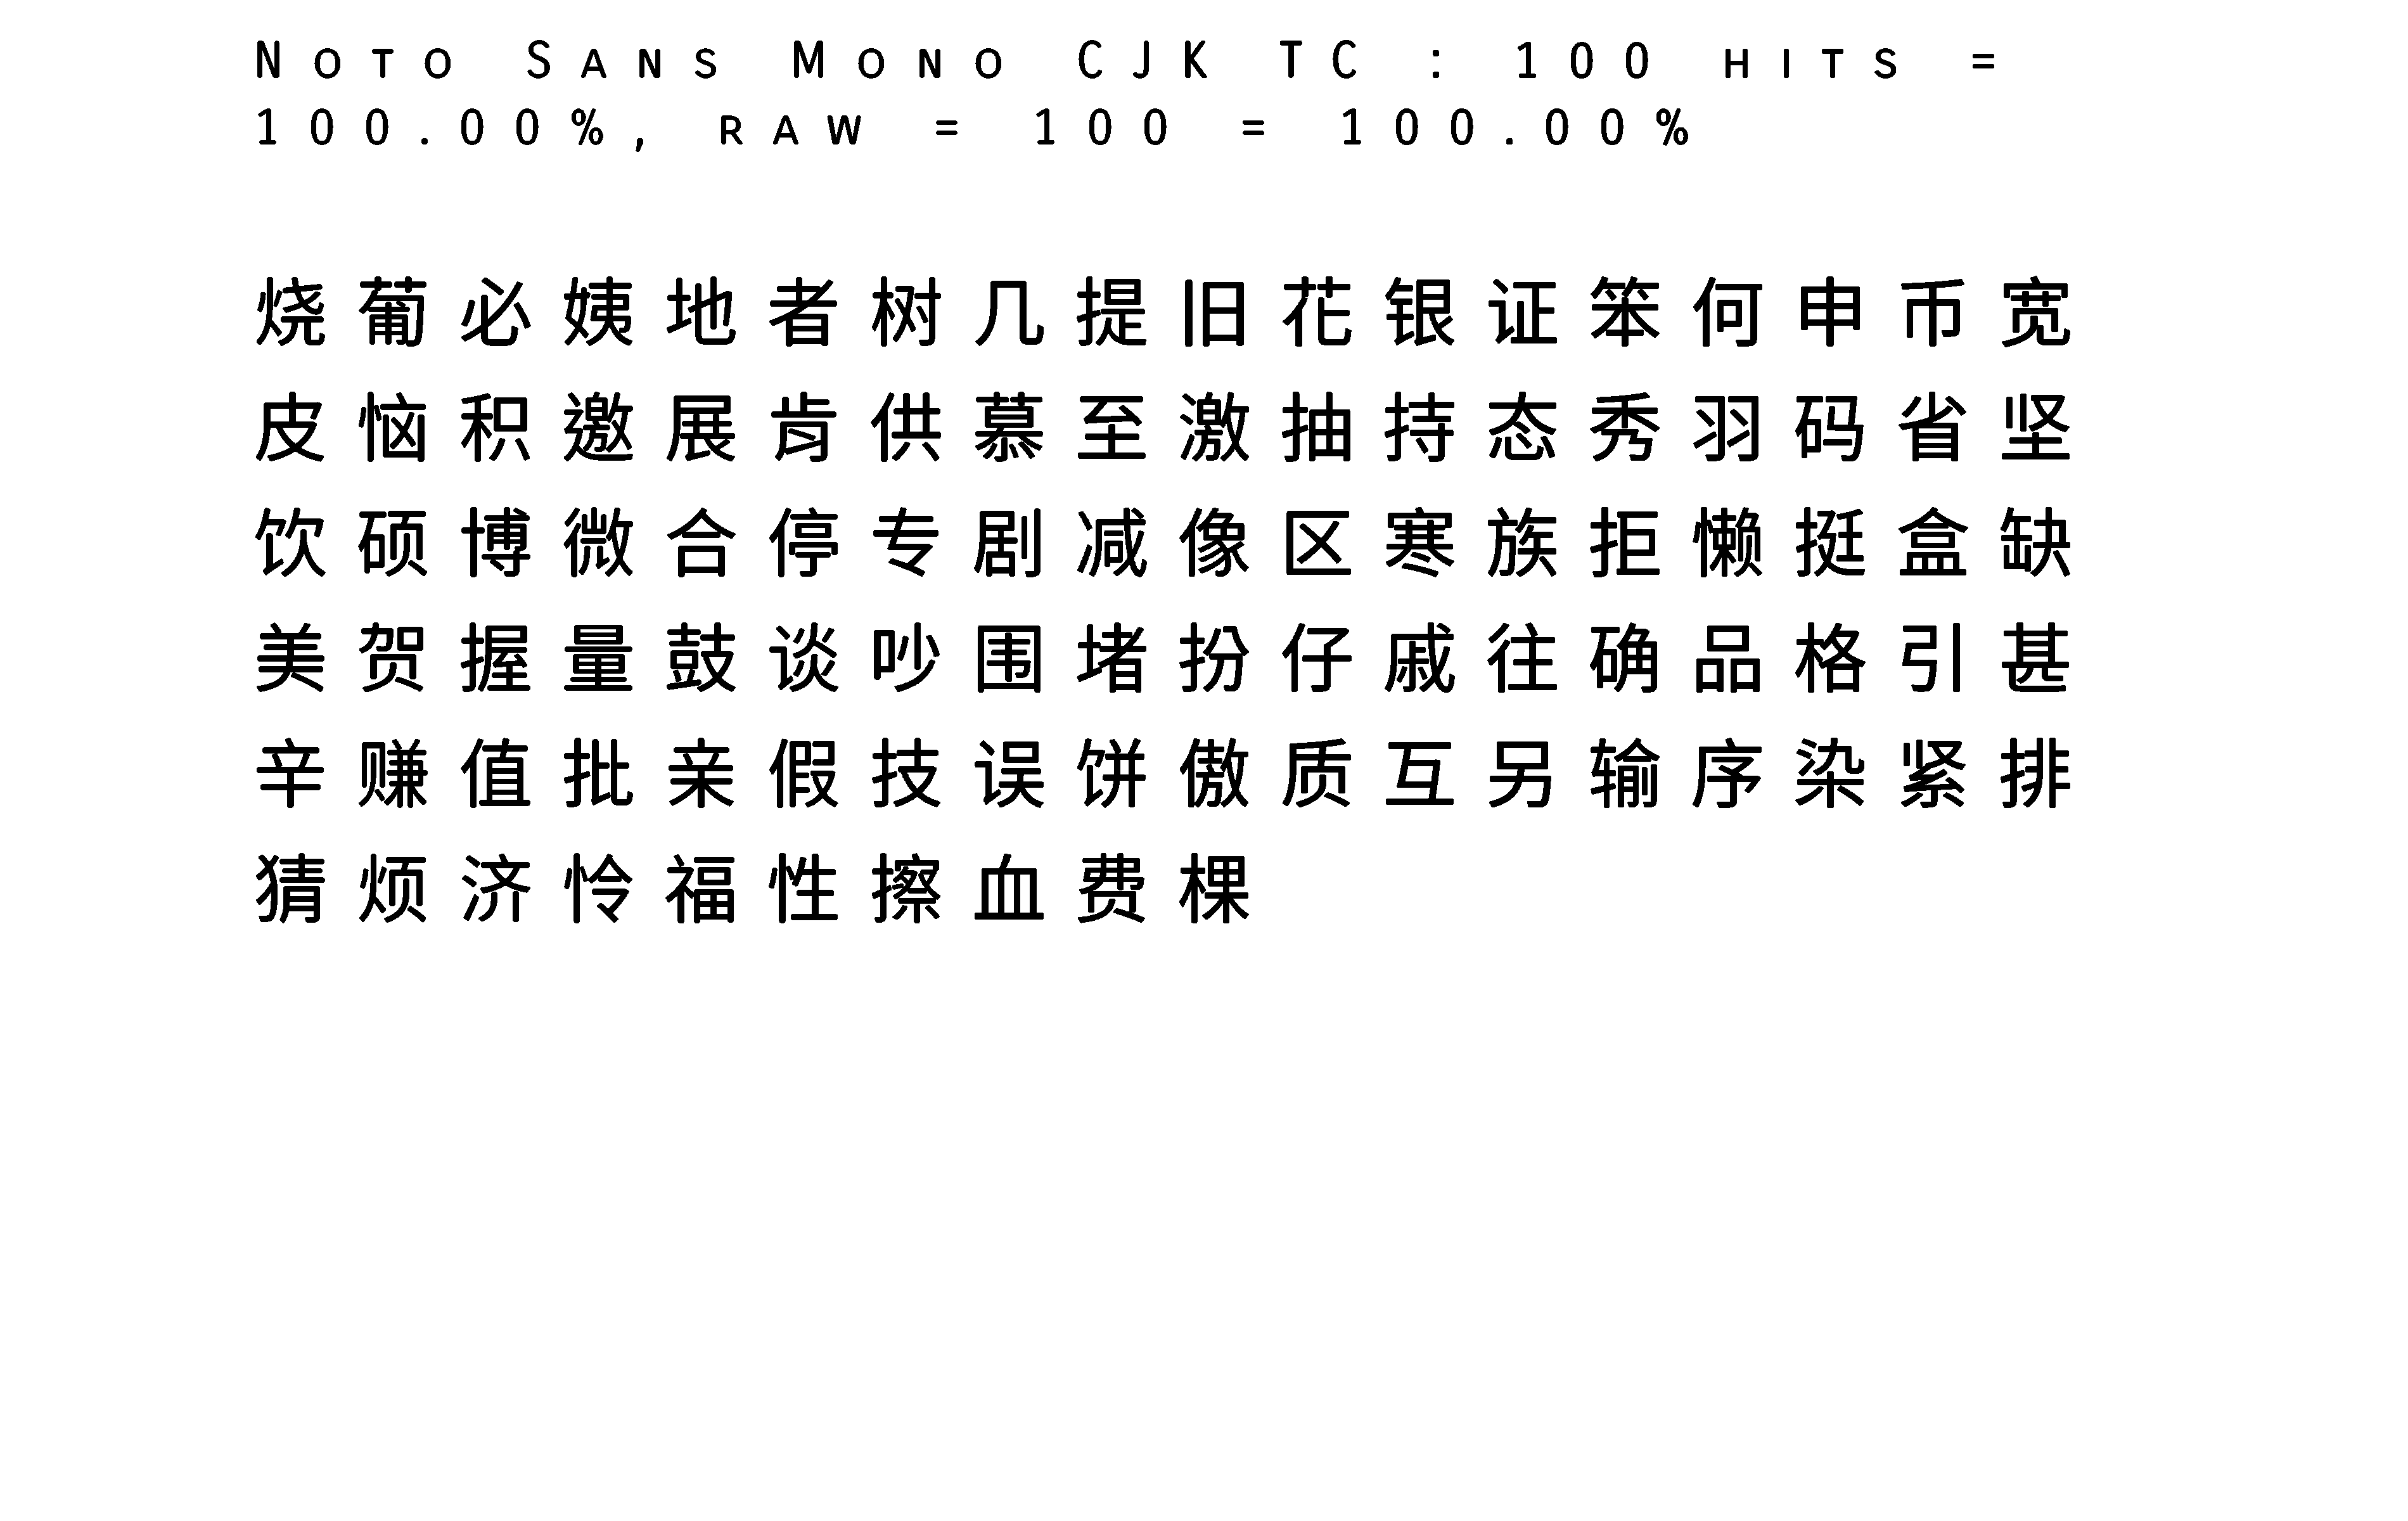 Noto Sans Mono CJK TC : 100 hits =
100.00%, raw = 100 = 100.00%
烧葡必姨地者树几提旧花银证笨何申币宽
皮恼积邀展肯供慕至激抽持态秀羽码省坚
饮硕博微合停专剧减像区寒族拒懒挺盒缺
美贺握量鼓谈吵围堵扮仔戚往确品格引甚
辛赚值批亲假技误饼傲质互另输序染紧排
猜烦济怜福性擦血费棵